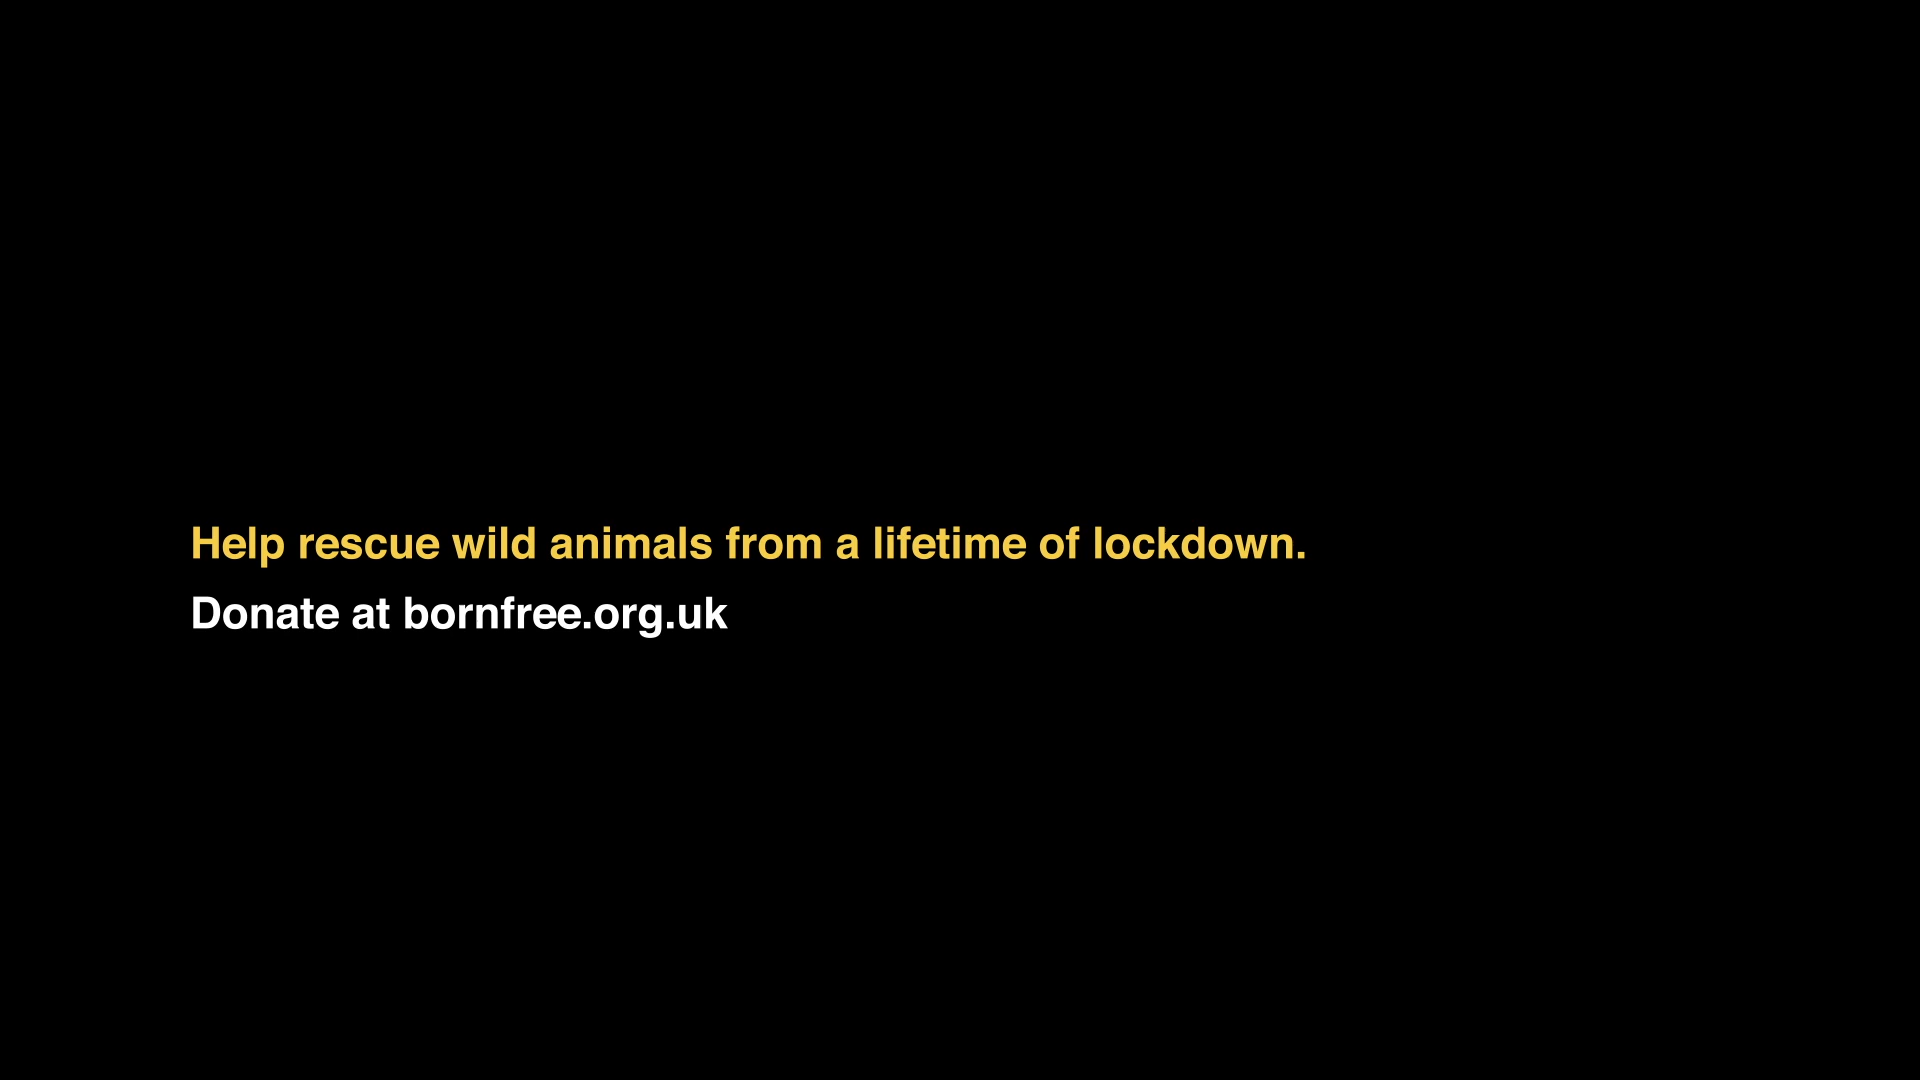 Help rescue wild animals from a lifetime of lockdown.
Donate at bornfree.org.uk